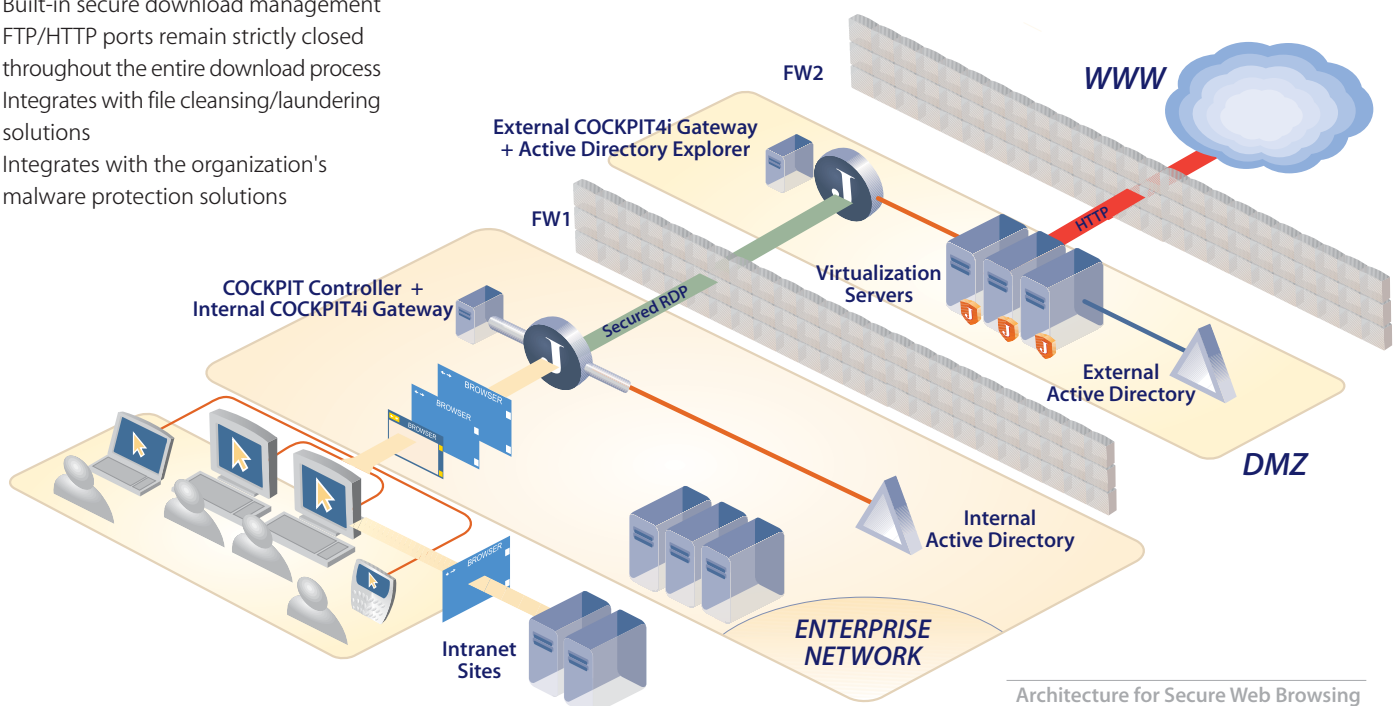 Built-in secure download management
FTP/HTTP ports remain strictly closed
throughout the entire download process
Integrates with file cleansing/laundering
solutions
Integrates with the organization's
malware protection solutions
FW2
WWW
External COCKPIT4i Gateway
+ Active Directory Explorer
J
HTTP
FW1
Virtualization
Servers
J
J
J
COCKPIT Controller +
Internal COCKPIT4i Gateway
Secured RDP
J
External
Active Directory
BROWSER
BROWSER
BROWSER
DMZ
Internal
Active Directory
BROWSER
ENTERPRISE
NETWORK
Intranet
Sites
Architecture for Secure Web Browsing